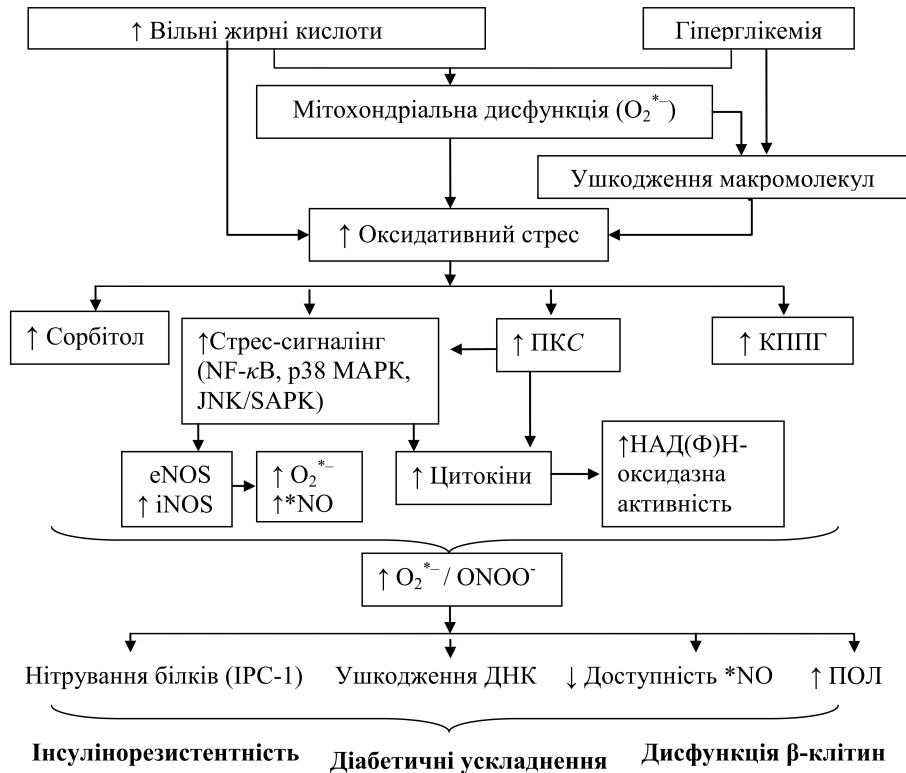 ↑ Вільні жирні кислоти
Гіперглікемія
Мітохондріальна дисфункція (O₂*⁻)
Ушкодження макромолекул
↑ Оксидативний стрес
↑ Сорбітол
↑Стрес-сигналінг
(NF-κB, p38 МАРК,
JNK/SAPK)
↑ ПКС
↑ КППГ
eNOS
↑ iNOS
↑ O₂*⁻
↑*NO
↑ Цитокіни
↑НАД(Ф)Н-
оксидазна
активність
↑ O₂*⁻ / ONOO⁻
Нітрування білків (ІРС-1)
Ушкодження ДНК
↓ Доступність *NO
↑ ПОЛ
Інсулінорезистентність
Діабетичні ускладнення
Дисфункція β-клітин